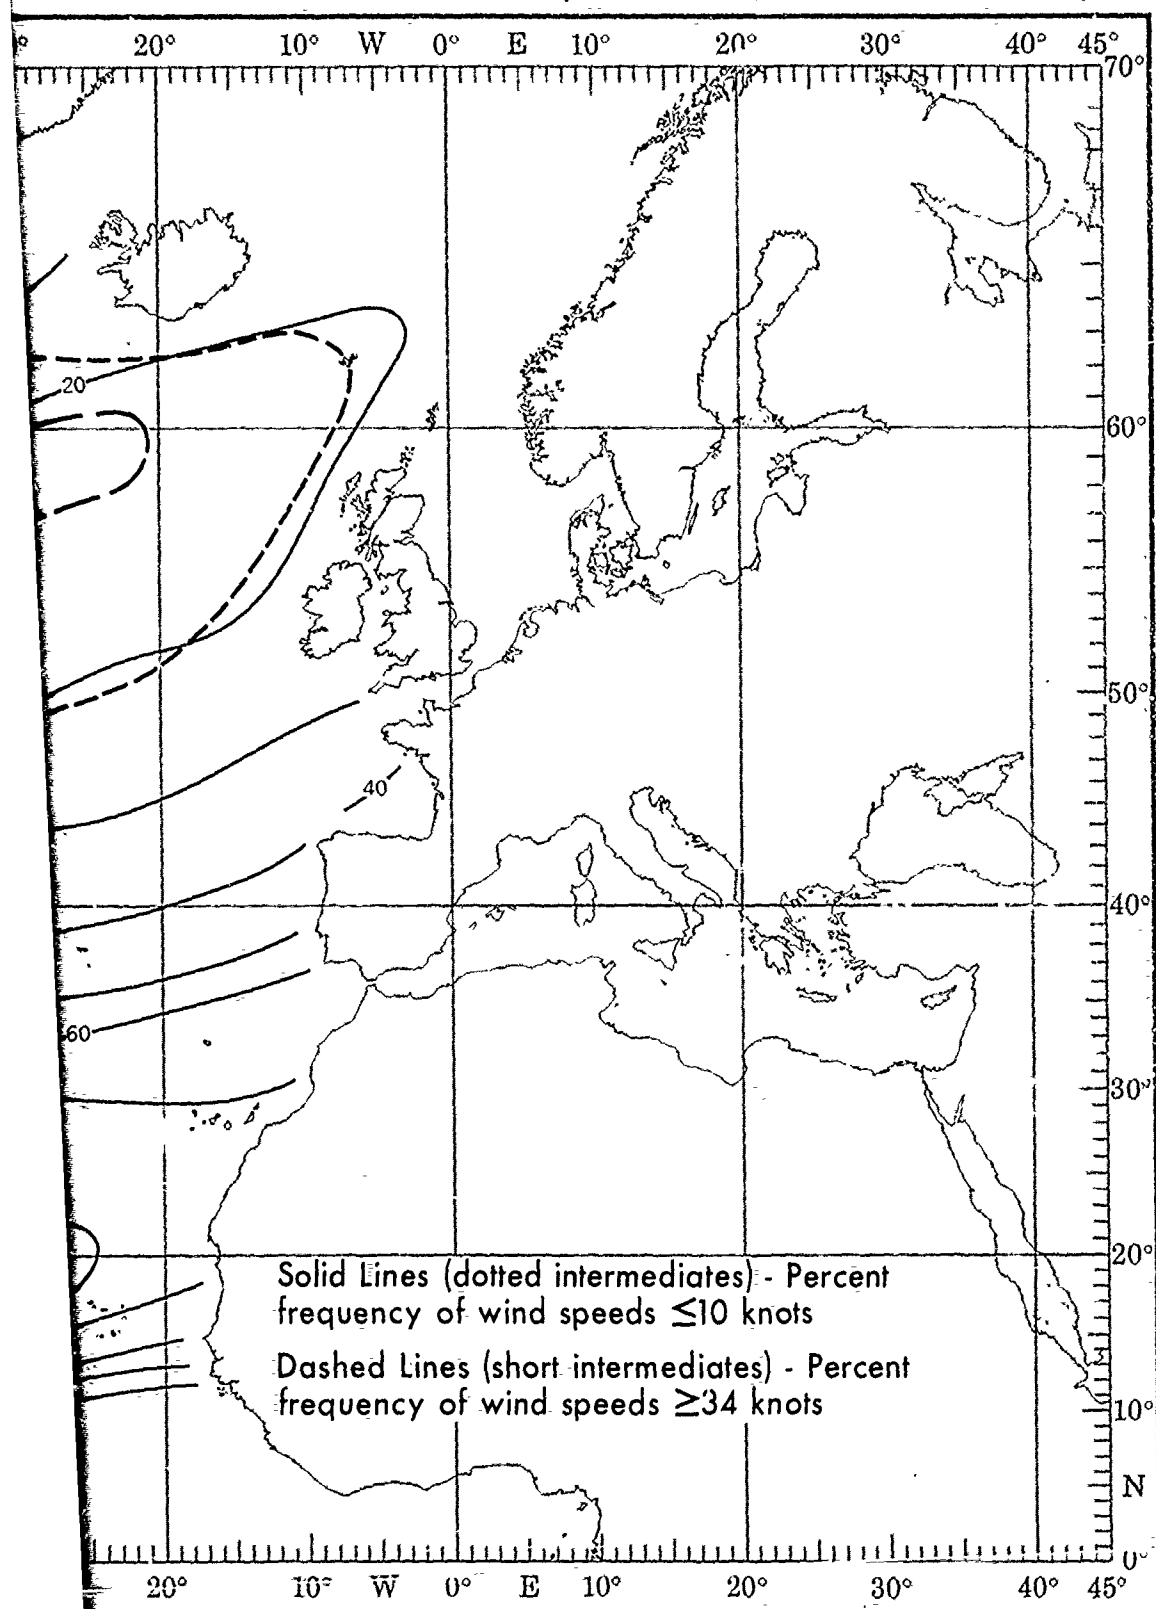 20° 10° W 0° E 10° 20° 30° 40° 45°
70°
20
60°
50°
40
40°
60
30°
20°
Solid Lines (dotted intermediates) - Percent
frequency of wind speeds ≤10 knots
Dashed Lines (short intermediates) - Percent
frequency of wind speeds ≥34 knots
10°
N
0°
20° 10° W 0° E 10° 20° 30° 40° 45°